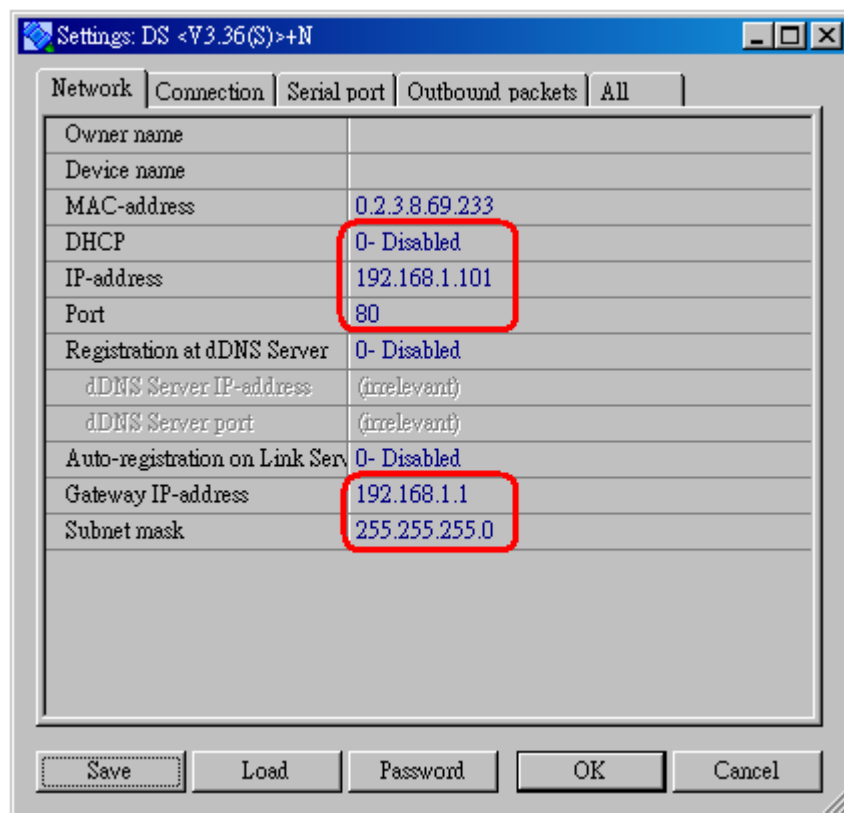 Settings: DS <V3.36(S)>+N
Network Connection Serial port Outbound packets All
Owner name
Device name
MAC-address 0.2.3.8.69.233
DHCP 0- Disabled
IP-address 192.168.1.101
Port 80
Registration at dDNS Server 0- Disabled
dDNS Server IP-address (irrelevant)
dDNS Server port (irrelevant)
Auto-registration on Link Serv 0- Disabled
Gateway IP-address 192.168.1.1
Subnet mask 255.255.255.0
Save Load Password OK Cancel